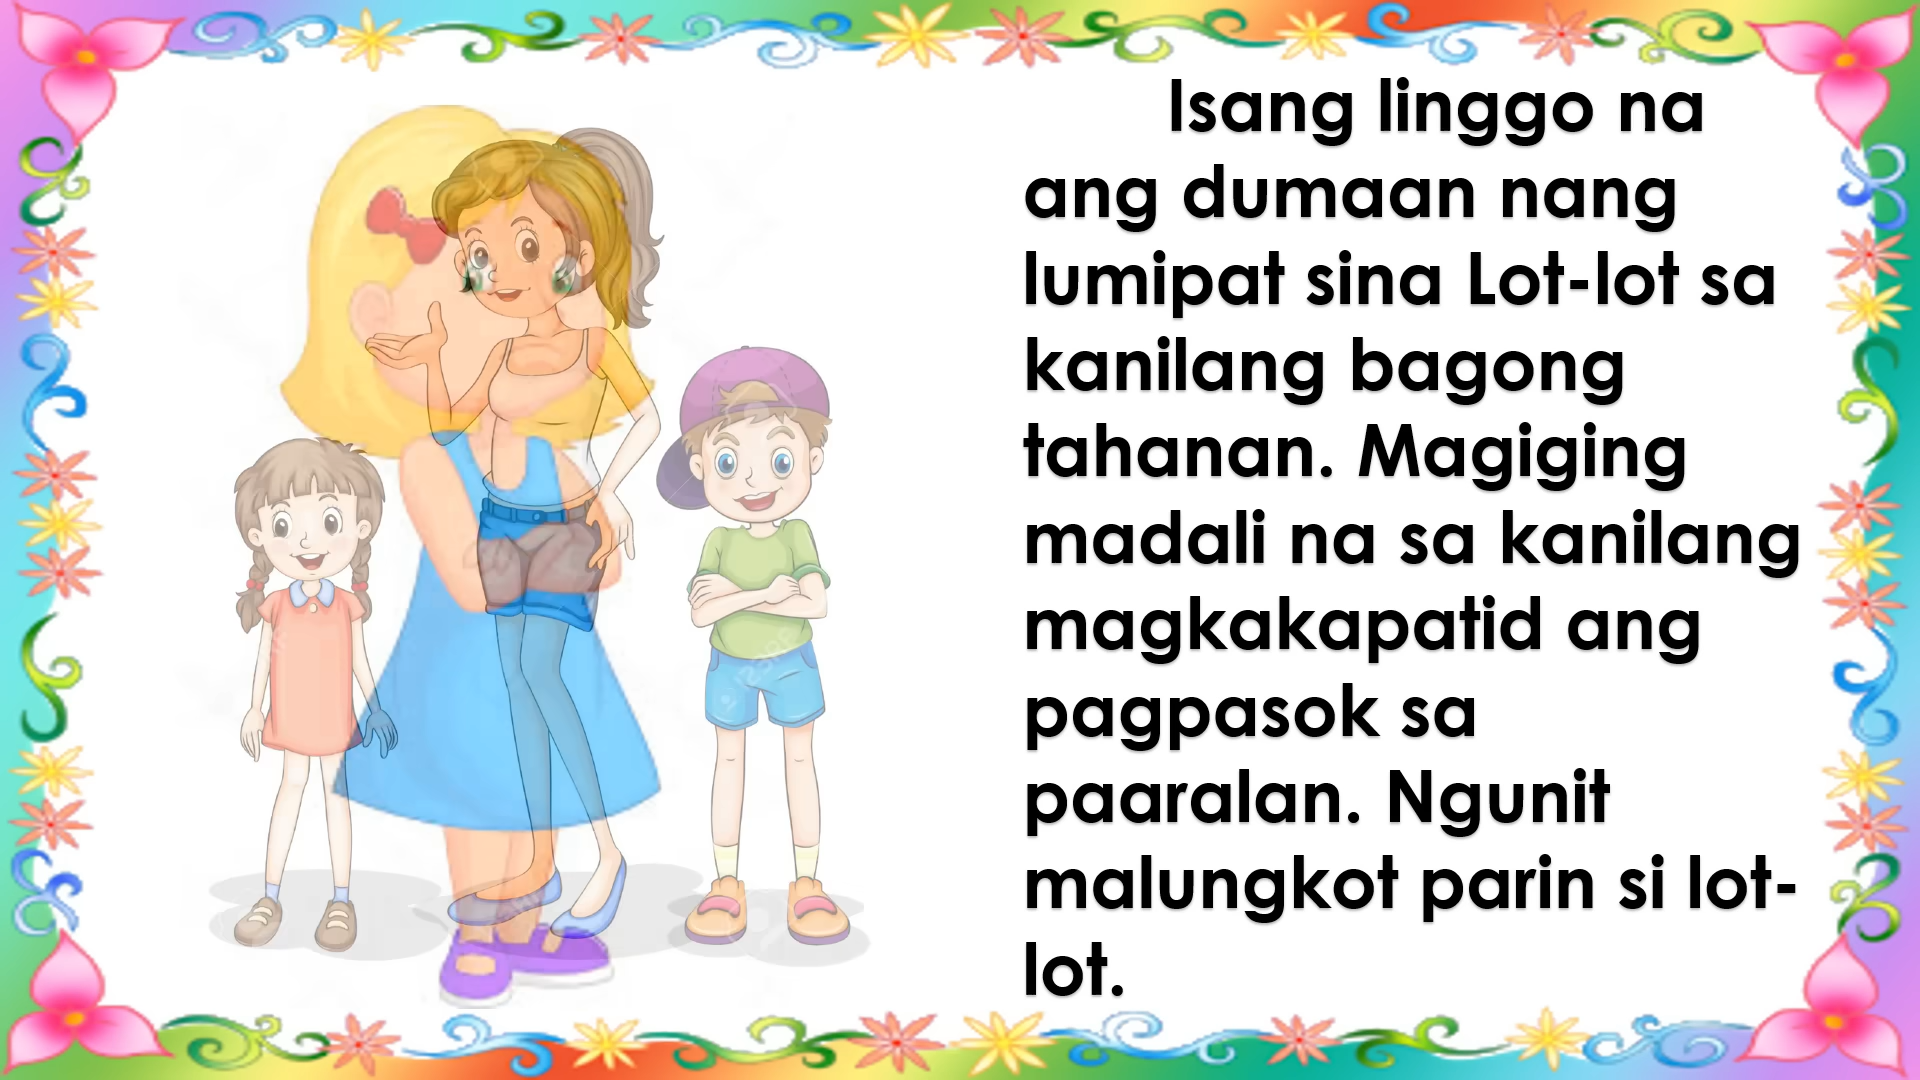 Isang linggo na
ang dumaan nang
lumipat sina Lot-lot sa
kanilang bagong
tahanan. Magiging
madali na sa kanilang
magkakapatid ang
pagpasok sa
paaralan. Ngunit
malungkot parin si lot-
lot.